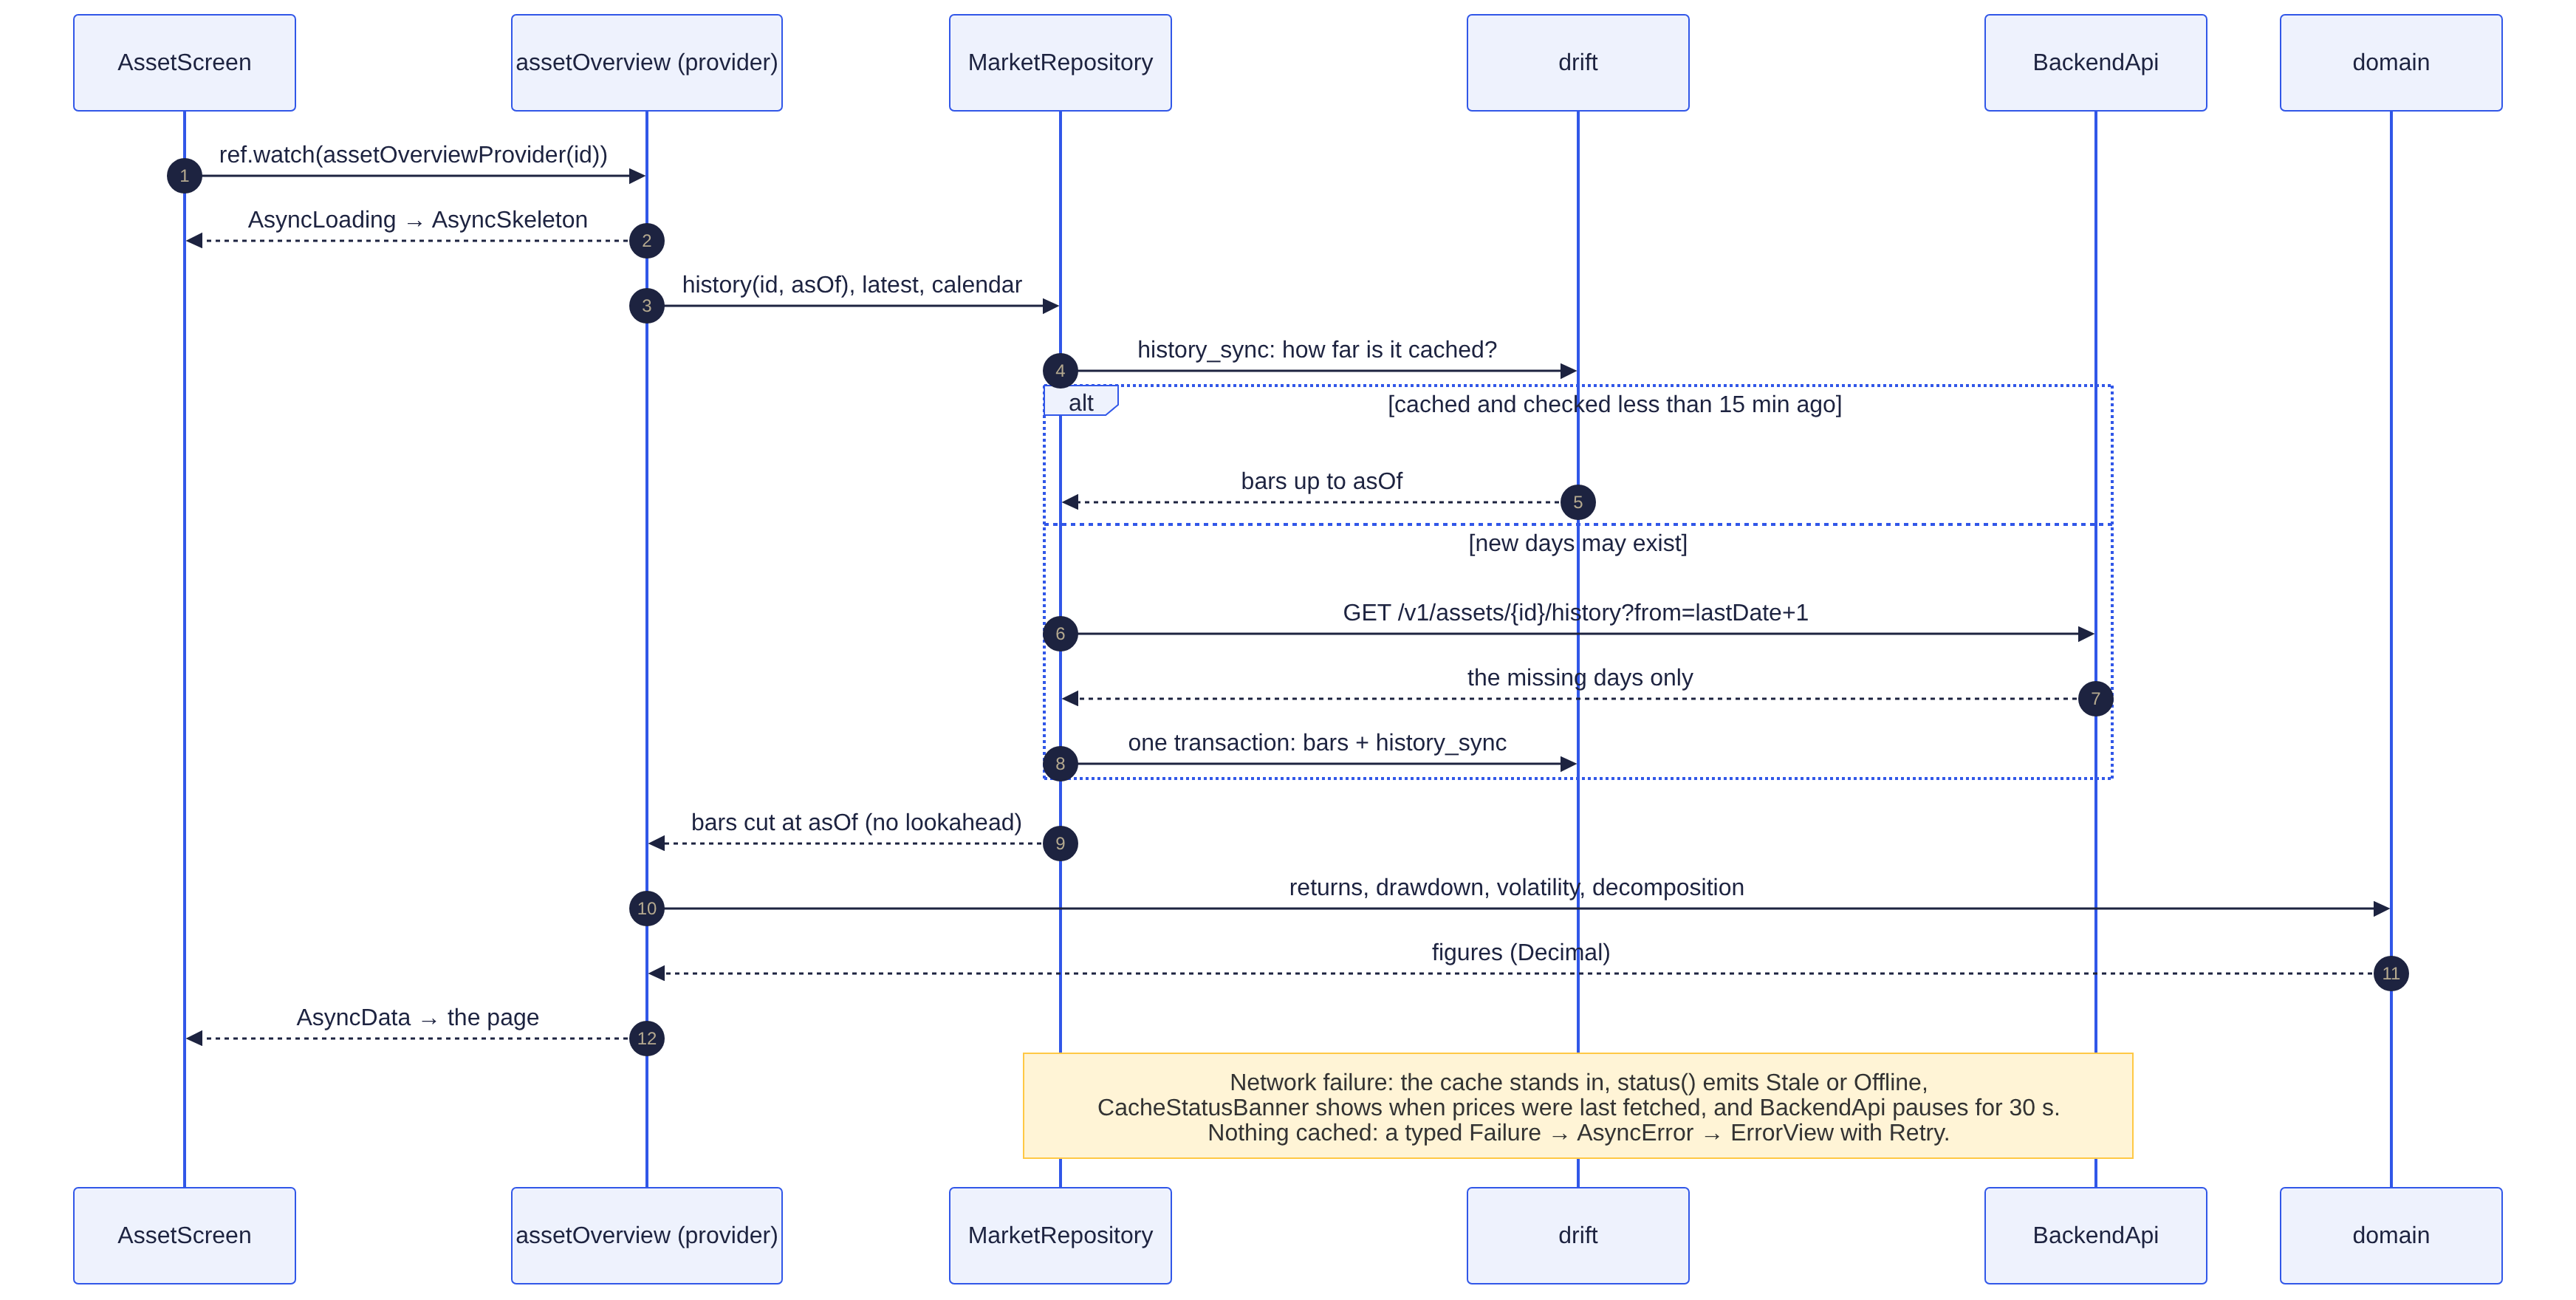 AssetScreen
assetOverview (provider)
MarketRepository
drift
BackendApi
domain
ref.watch(assetOverviewProvider(id))
1
AsyncLoading → AsyncSkeleton
2
history(id, asOf), latest, calendar
3
history_sync: how far is it cached?
4
alt
[cached and checked less than 15 min ago]
bars up to asOf
5
[new days may exist]
GET /v1/assets/{id}/history?from=lastDate+1
6
the missing days only
7
one transaction: bars + history_sync
8
bars cut at asOf (no lookahead)
9
returns, drawdown, volatility, decomposition
10
figures (Decimal)
11
AsyncData → the page
12
Network failure: the cache stands in, status() emits Stale or Offline,
CacheStatusBanner shows when prices were last fetched, and BackendApi pauses for 30 s.
Nothing cached: a typed Failure → AsyncError → ErrorView with Retry.
AssetScreen
assetOverview (provider)
MarketRepository
drift
BackendApi
domain